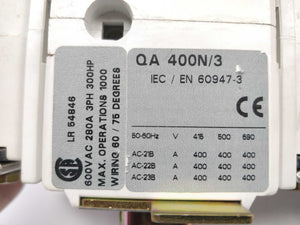 QA 400N/3
IEC / EN 60947-3
CE
50-60Hz V 415 500 690
AC-21B A 400 400 400
AC-22B A 400 400 400
AC-23B A 400 400 400
LR 54846
600VAC 280A 3PH 300HP
MAX. OPERATIONS 1000
WIRING 60 / 75 DEGREES